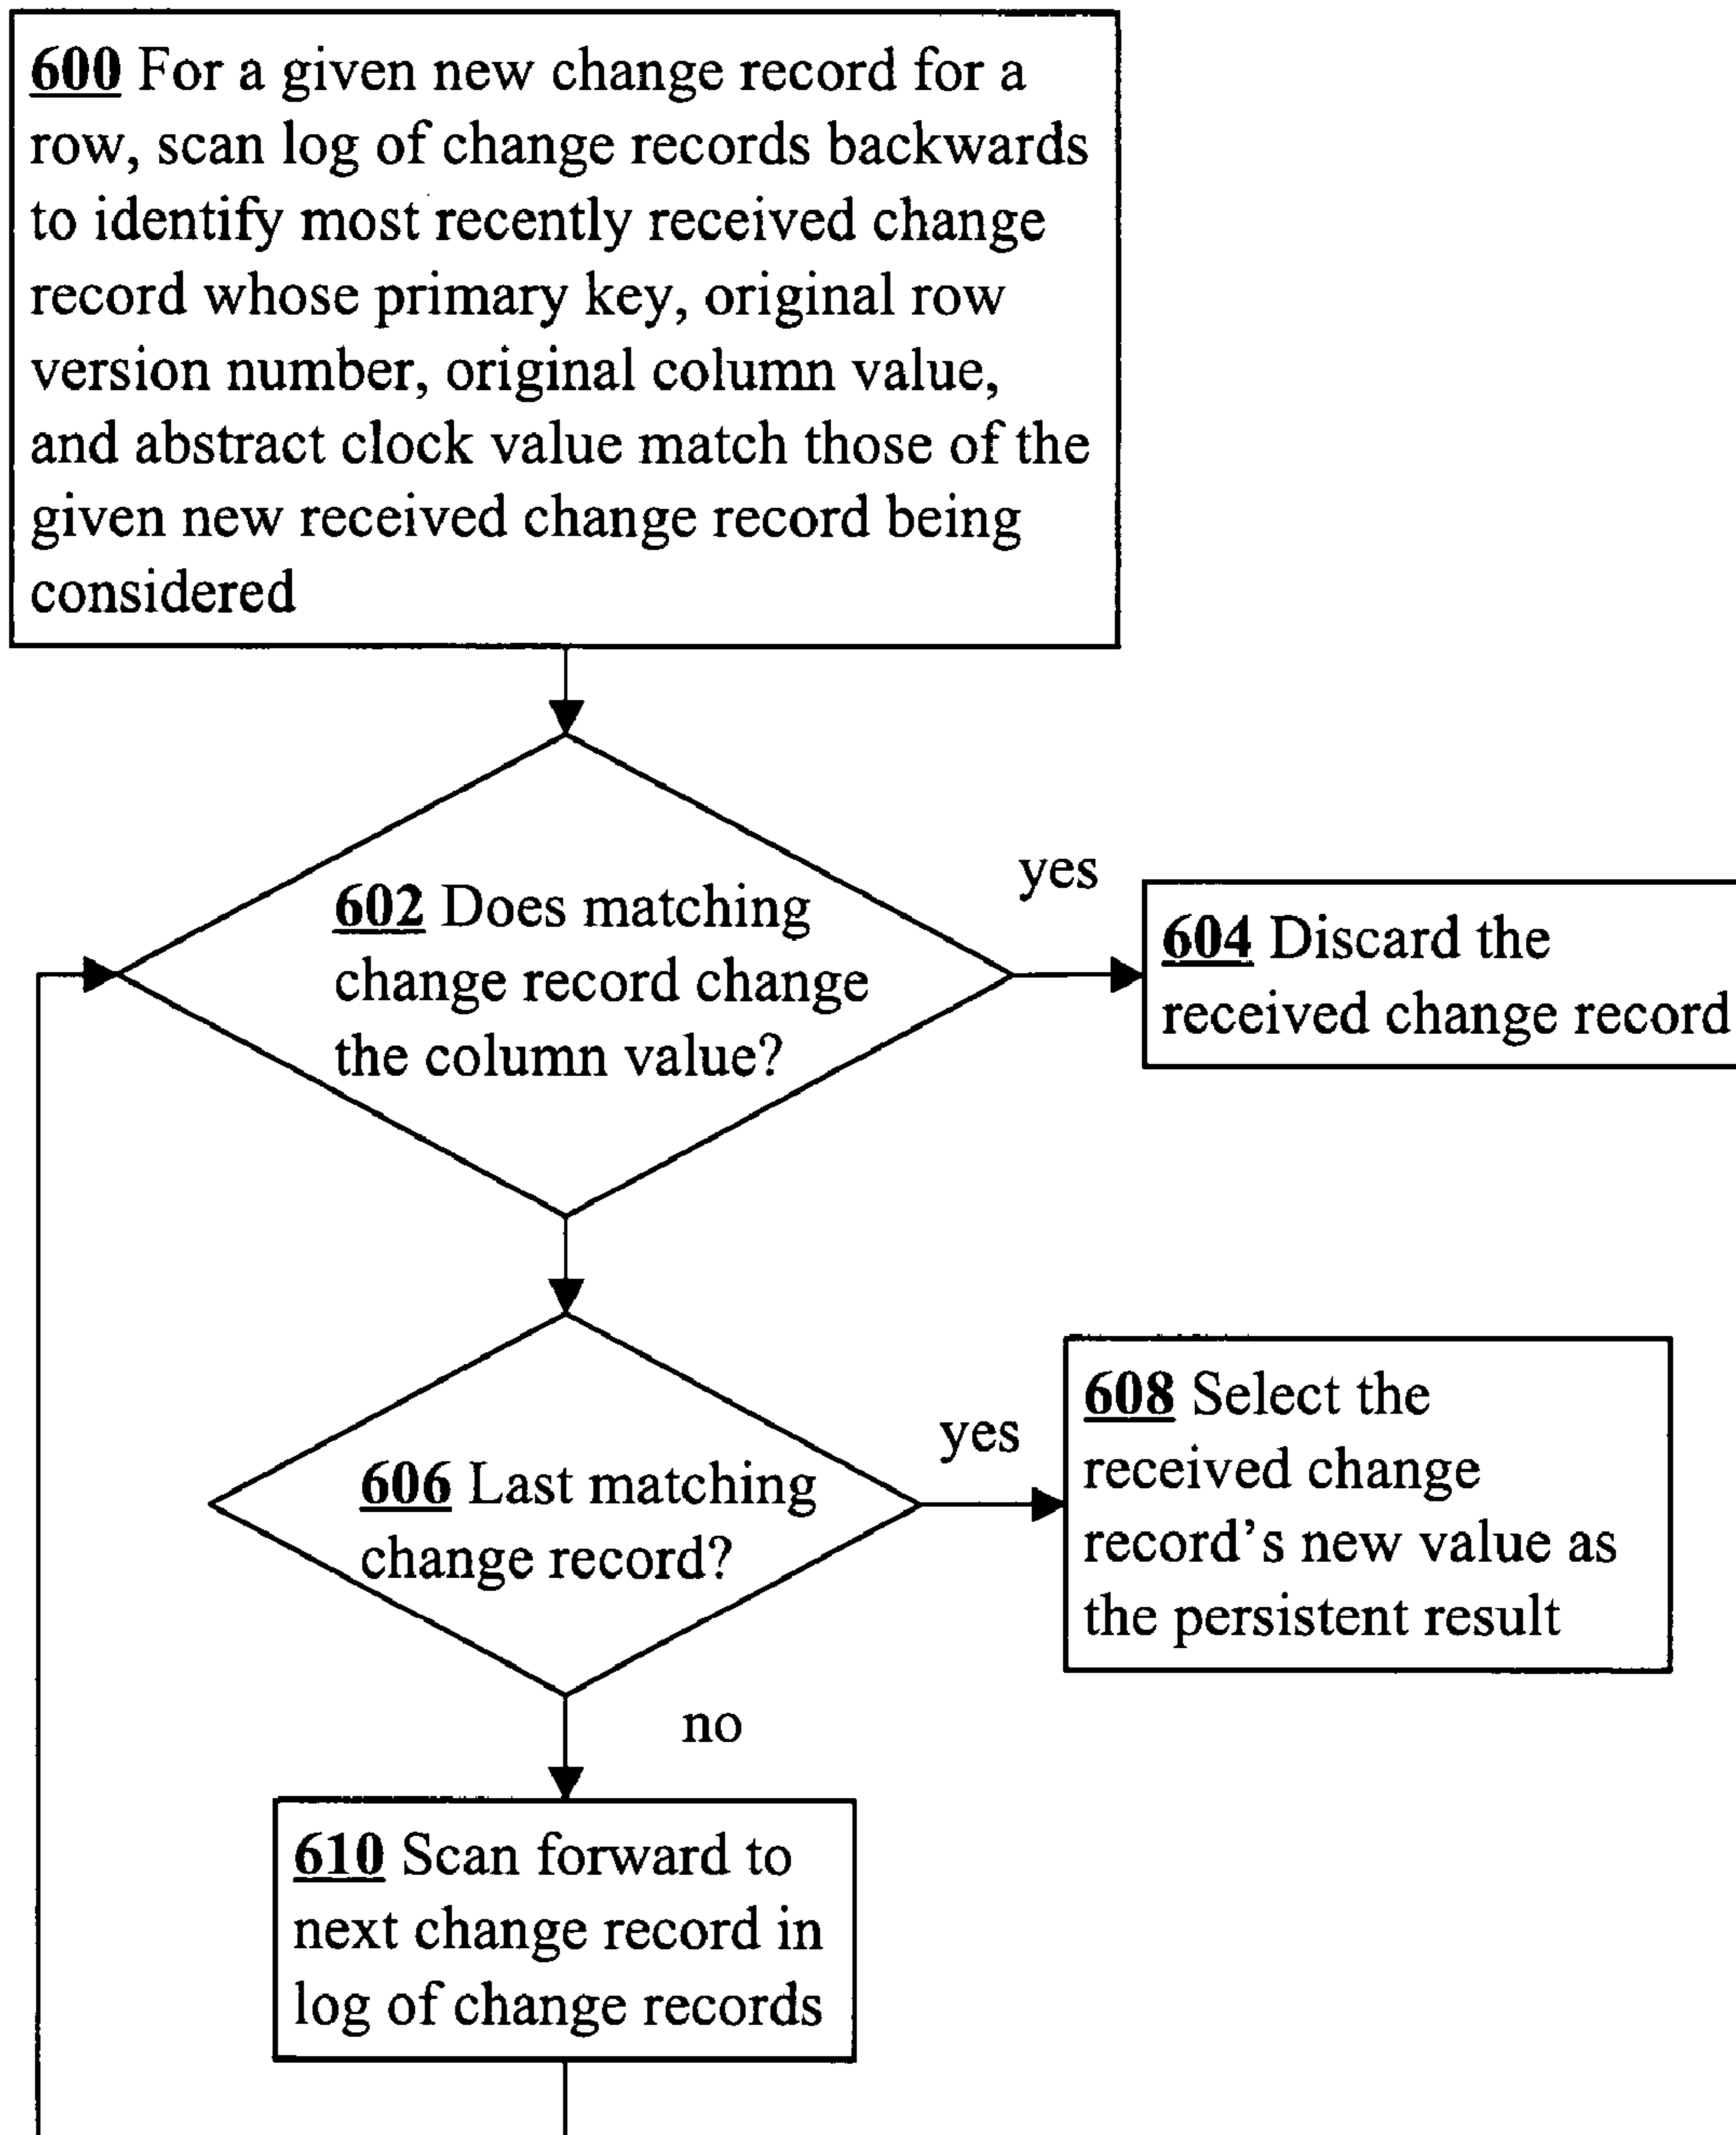 600 For a given new change record for a
row, scan log of change records backwards
to identify most recently received change
record whose primary key, original row
version number, original column value,
and abstract clock value match those of the
given new received change record being
considered
yes
602 Does matching
change record change
the column value?
604 Discard the
received change record
606 Last matching
change record?
yes
608 Select the
received change
record's new value as
the persistent result
no
610 Scan forward to
next change record in
log of change records